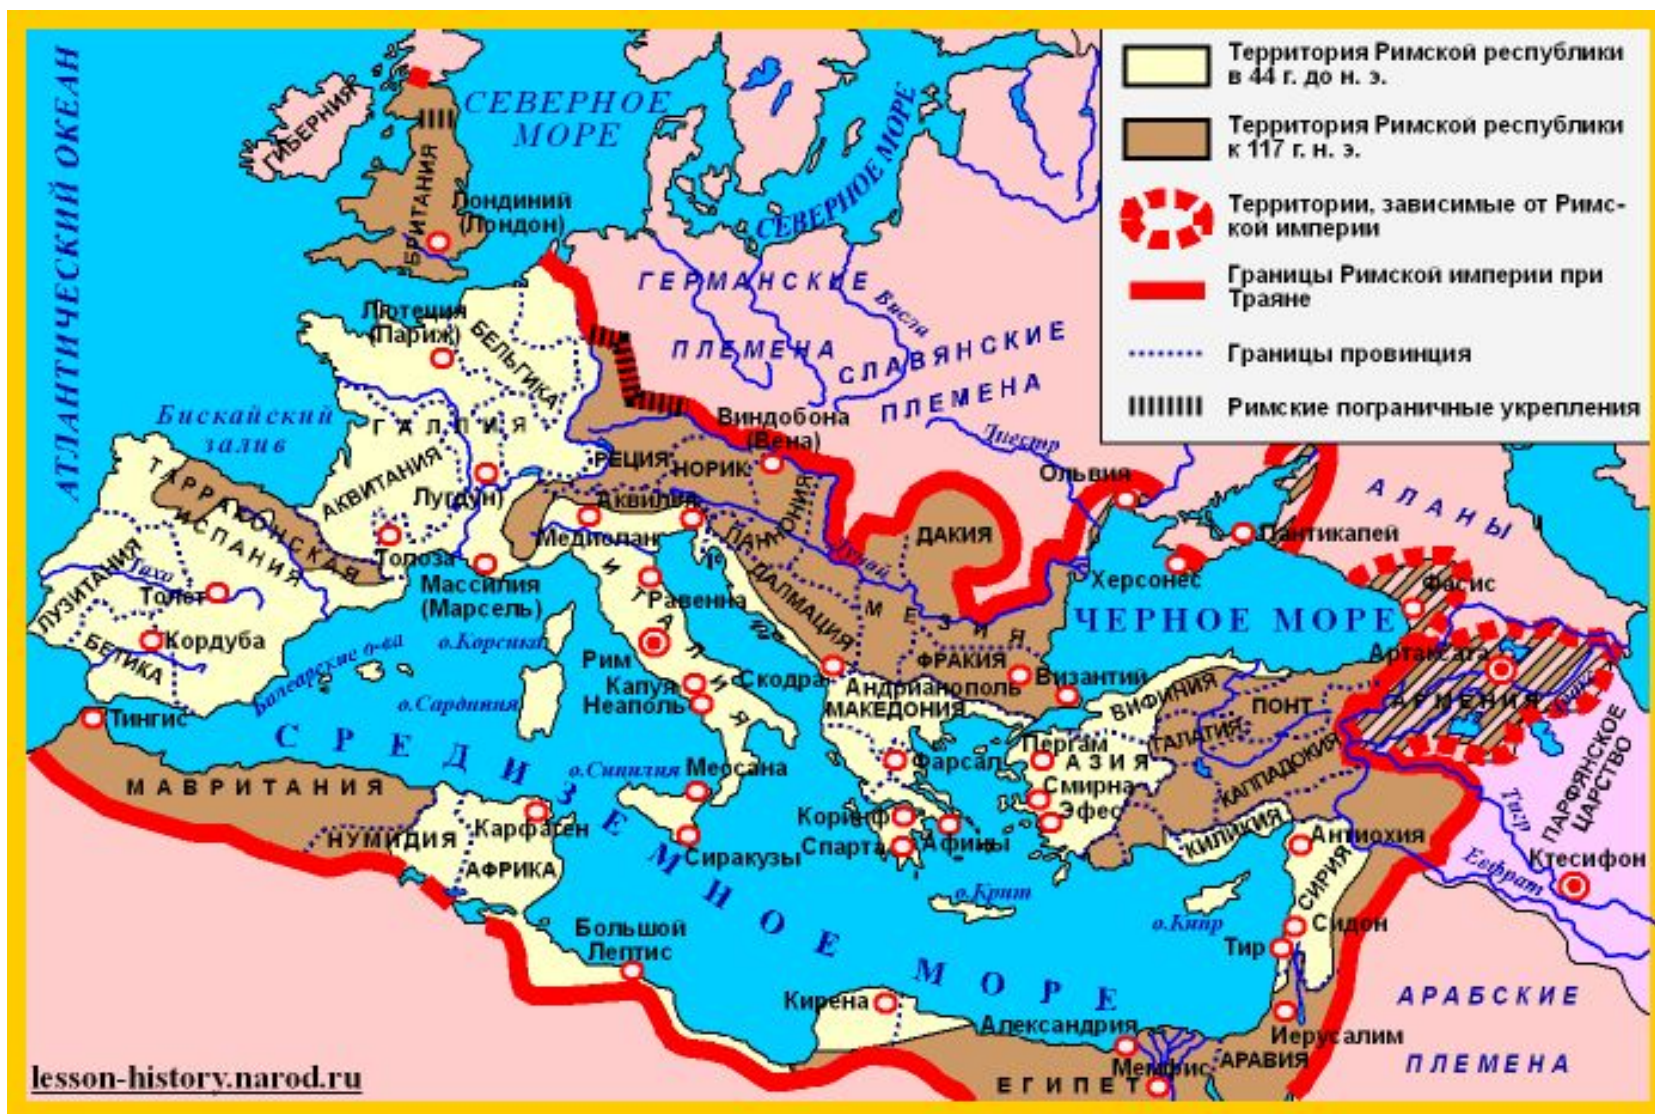 Территория Римской республики
в 44 г. до н. э.
Территория Римской республики
к 117 г. н. э.
Территории, зависимые от Римс-
кой империи
Границы Римской империи при
Траяне
Границы провинция
Римские пограничные укрепления
АТЛАНТИЧЕСКИЙ ОКЕАН
ГИБЕРНИЯ
СЕВЕРНОЕ
МОРЕ
СЕВЕРНОЕ МОРЕ
БРИТАНИЯ
Лондиний
(Лондон)
ГЕРМАНСКИЕ
ПЛЕМЕНА
Висла
СЛАВЯНСКИЕ
ПЛЕМЕНА
Лютеция
(Париж)
БЕЛЬГИКА
Бискайский
залив
ГАЛЛИЯ
Виндобона
(Вена)
Днестр
Ольвия
АЛАНЫ
ТАРРАКОНСКАЯ
ИСПАНИЯ
АКВИТАНИЯ
Лугдун)
РЕЦИЯ
НОРИК
Аквилея
Медиолан
ПАННОНИЯ
ДАКИЯ
Пантикапей
ЛУЗИТАНИЯ
Тахо
Толет
Топоза
Массилия
(Марсель)
ИТАЛИЯ
Равенна
ДАЛМАЦИЯ
Дунай
МЕЗИЯ
Херсонес
Фасис
ЧЕРНОЕ МОРЕ
Кордуба
БЕТИКА
Балеарские о-ва
о.Корсика
Рим
Капуя
Неаполь
Скодра
ФРАКИЯ
Андрианополь
Византий
МАКЕДОНИЯ
Артаксата
АРМЕНИЯ
ВИФИНИЯ
ПОНТ
ГАЛАТИЯ
Тингис
о.Сардиния
СРЕДИЗЕМНОЕ МОРЕ
МАВРИТАНИЯ
НУМИДИЯ
Карфаген
АФРИКА
о.Сицилия
Мессана
Сиракузы
Фарсал
Коринф
Спарта
Афины
Пергам
АЗИЯ
Смирна
Эфес
КАППАДОКИЯ
КИЛИКИЯ
Антиохия
СИРИЯ
Тигр
ПАРФЯНСКОЕ
ЦАРСТВО
Евфрат
Ктесифон
о.Крит
о.Кипр
Сидон
Тир
Большой
Лептис
Кирена
Александрия
Иерусалим
АРАБСКИЕ
ПЛЕМЕНА
Мемфис
АРАВИЯ
ЕГИПЕТ
lesson-history.narod.ru